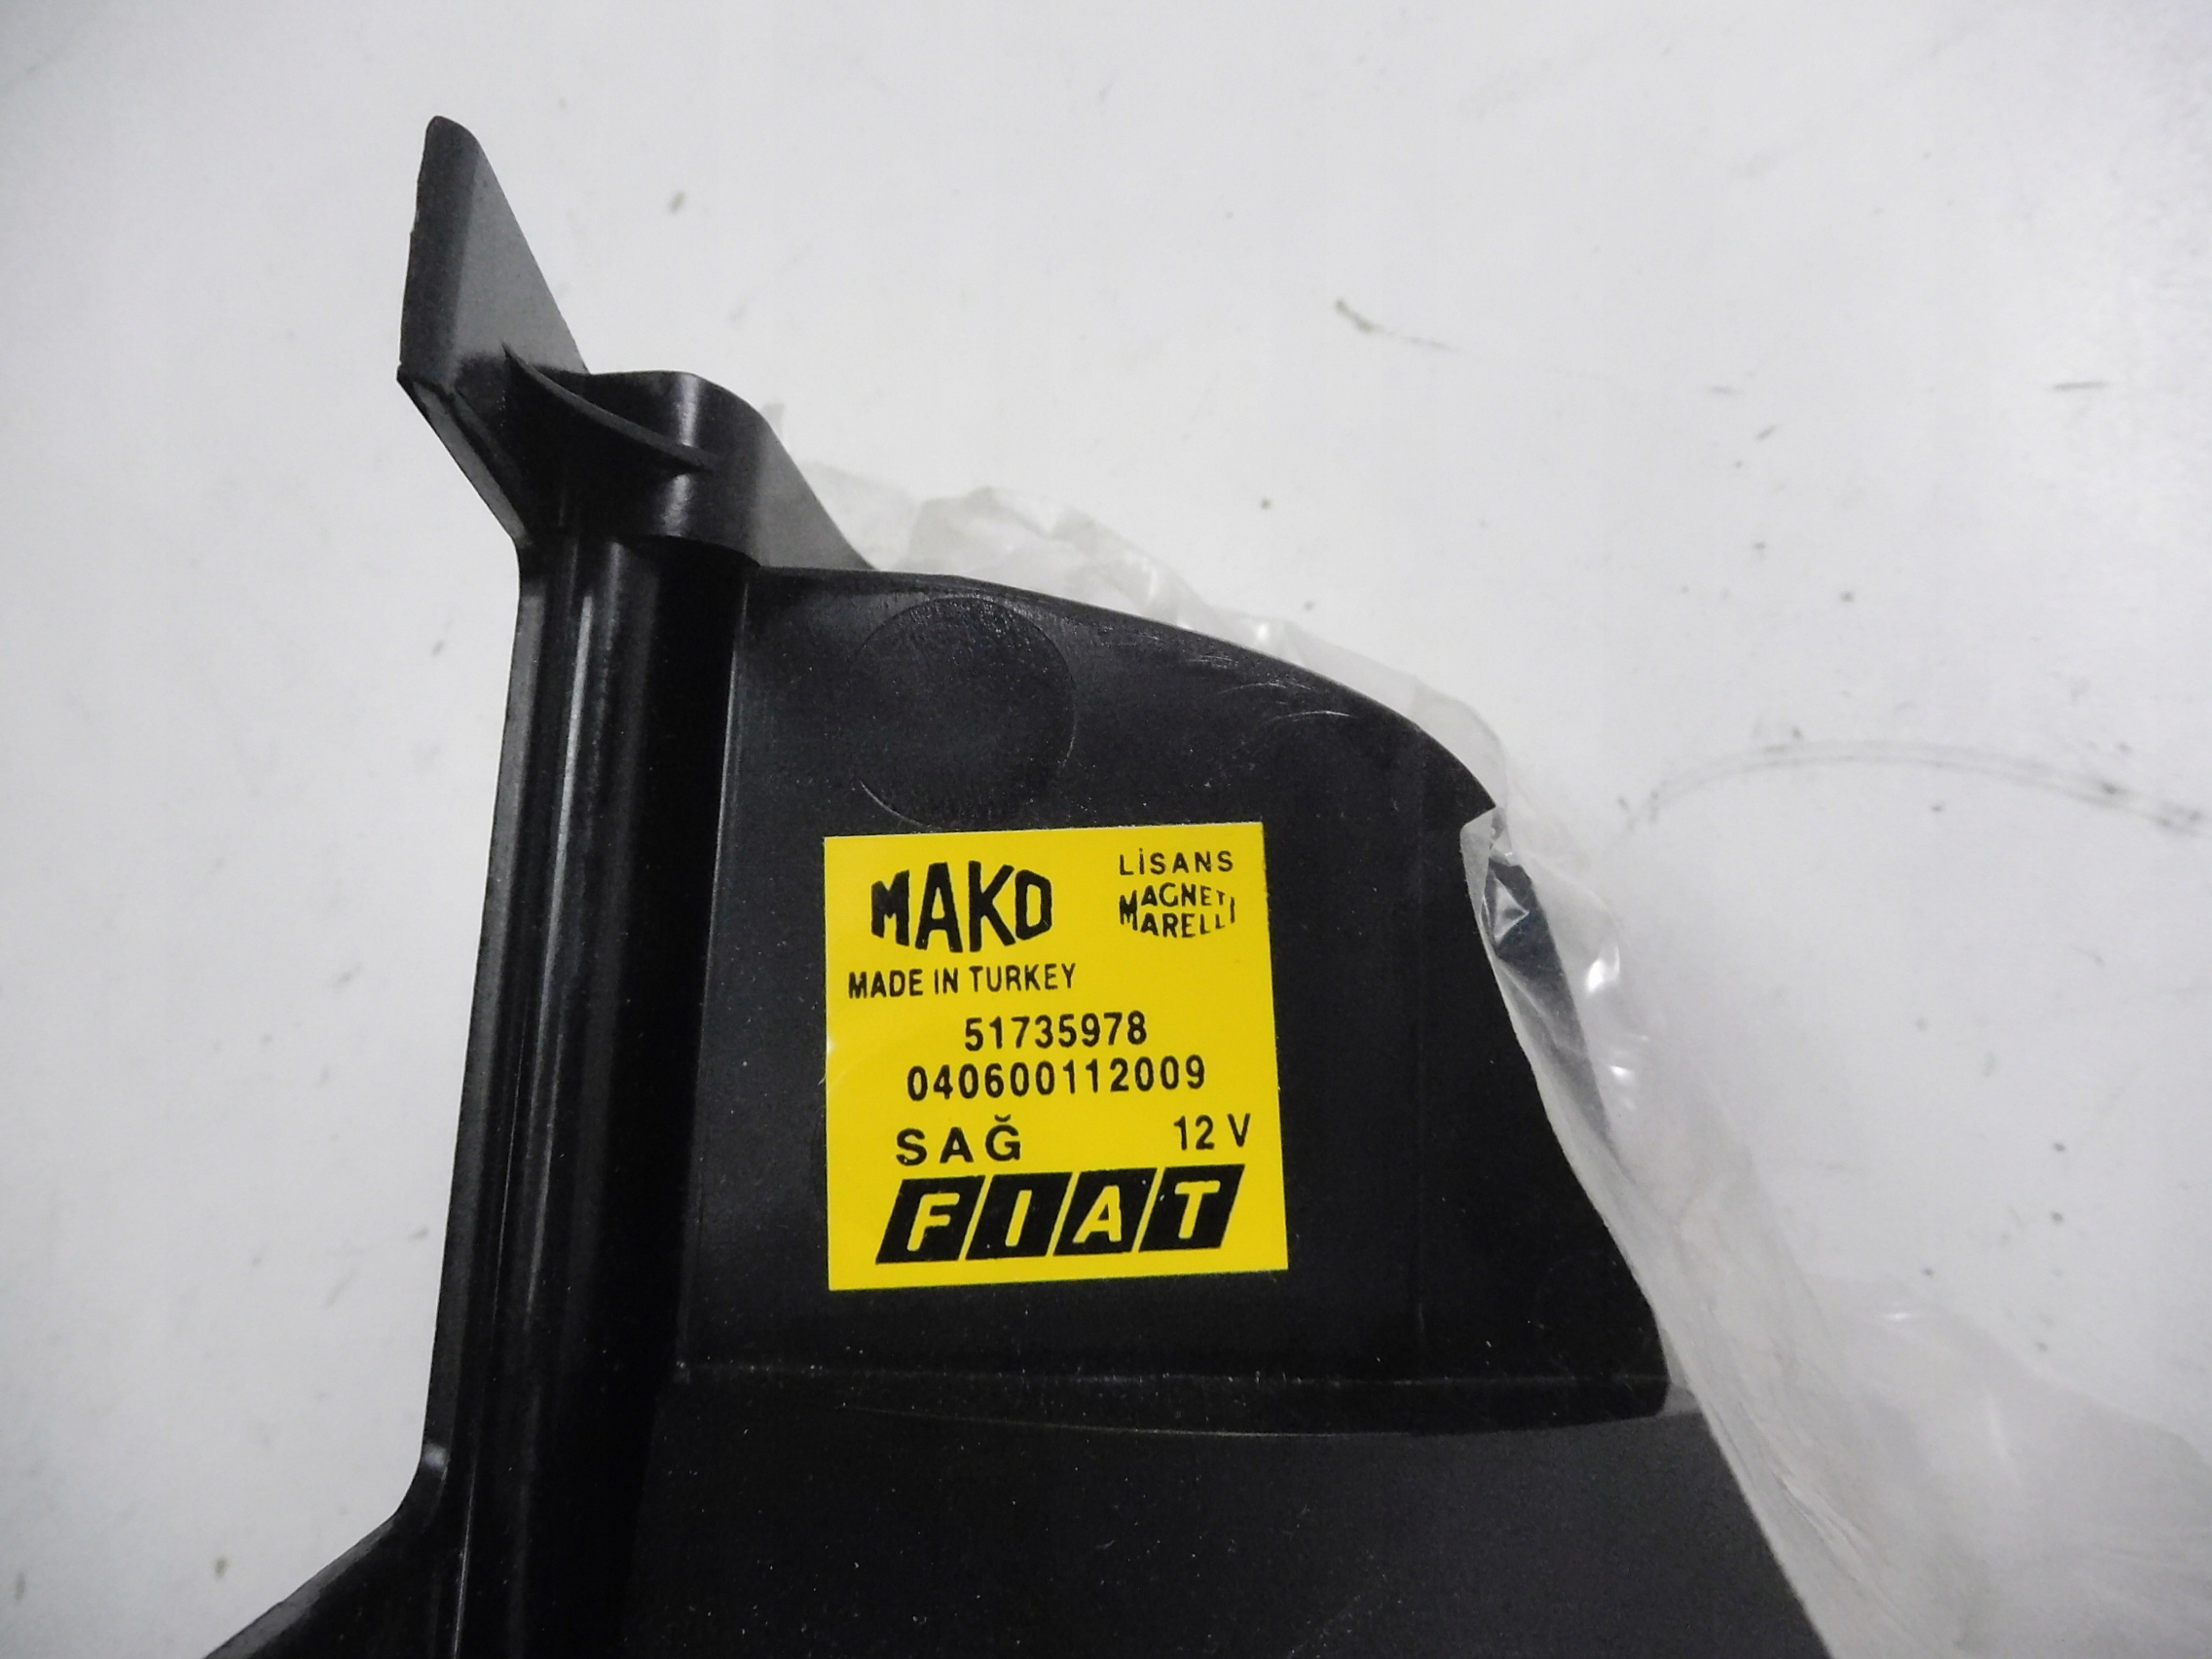 MAKO
LİSANS
MAGNETI
MARELLI
MADE IN TURKEY
51735978
040600112009
SAĞ 12 V
FIAT